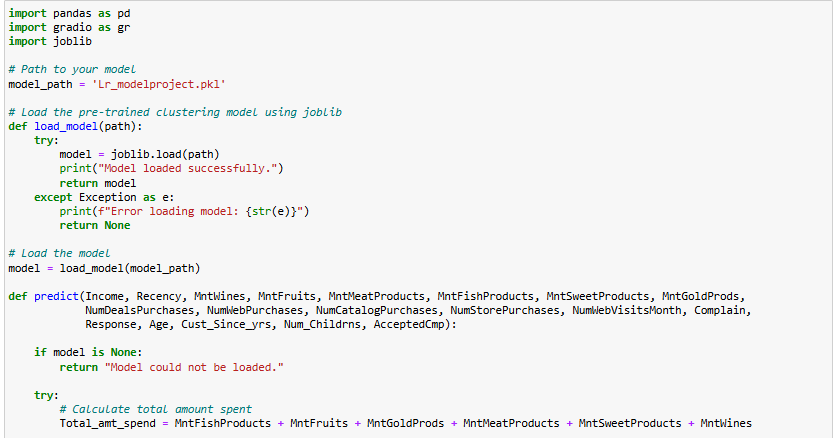 import pandas as pd
import gradio as gr
import joblib
# Path to your model
model_path = 'Lr_modelproject.pkl'
# Load the pre-trained clustering model using joblib
def load_model(path):
    try:
        model = joblib.load(path)
        print("Model loaded successfully.")
        return model
    except Exception as e:
        print(f"Error loading model: {str(e)}")
        return None
# Load the model
model = load_model(model_path)
def predict(Income, Recency, MntWines, MntFruits, MntMeatProducts, MntFishProducts, MntSweetProducts, MntGoldProds,
            NumDealsPurchases, NumWebPurchases, NumCatalogPurchases, NumStorePurchases, NumWebVisitsMonth, Complain,
            Response, Age, Cust_Since_yrs, Num_Childrns, AcceptedCmp):
    if model is None:
        return "Model could not be loaded."
    try:
        # Calculate total amount spent
        Total_amt_spend = MntFishProducts + MntFruits + MntGoldProds + MntMeatProducts + MntSweetProducts + MntWines